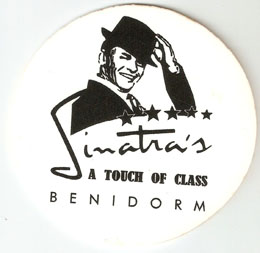 Sinatra's
A TOUCH OF CLASS
BENIDORM